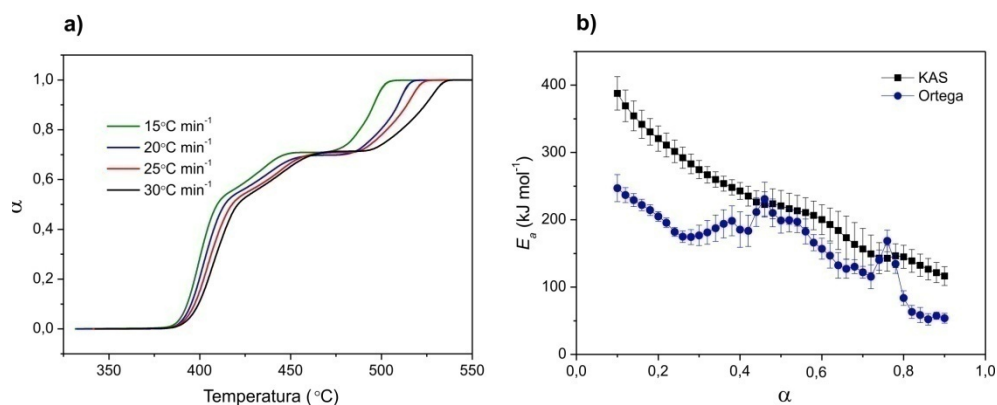 a)
1,0
0,8
0,6
0,4
0,2
0,0
α
15°C min⁻¹
20°C min⁻¹
25°C min⁻¹
30°C min⁻¹
350
400
450
500
550
Temperatura ( °C)
b)
400
300
200
100
0
Eₐ (kJ mol⁻¹)
KAS
Ortega
0,0
0,2
0,4
0,6
0,8
1,0
α